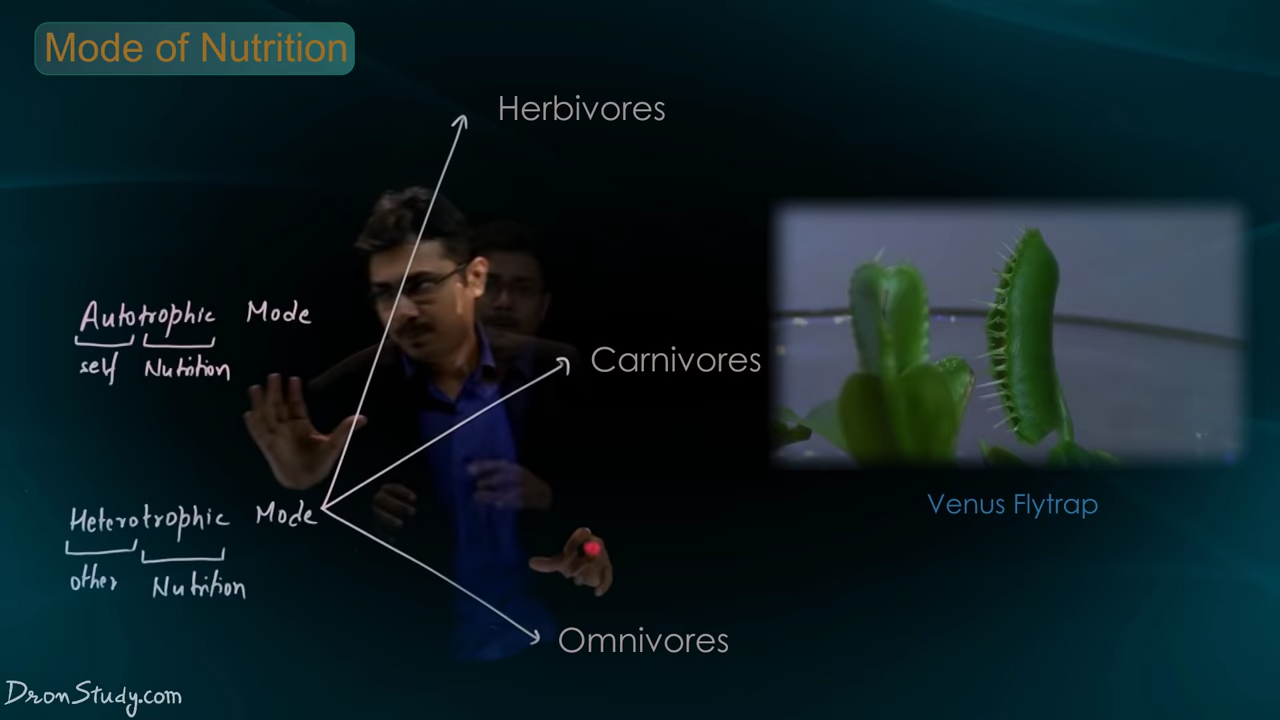 Mode of Nutrition
Herbivores
Autotrophic Mode
self Nutrition
Carnivores
Venus Flytrap
Heterotrophic Mode
other Nutrition
Omnivores
DronStudy.com